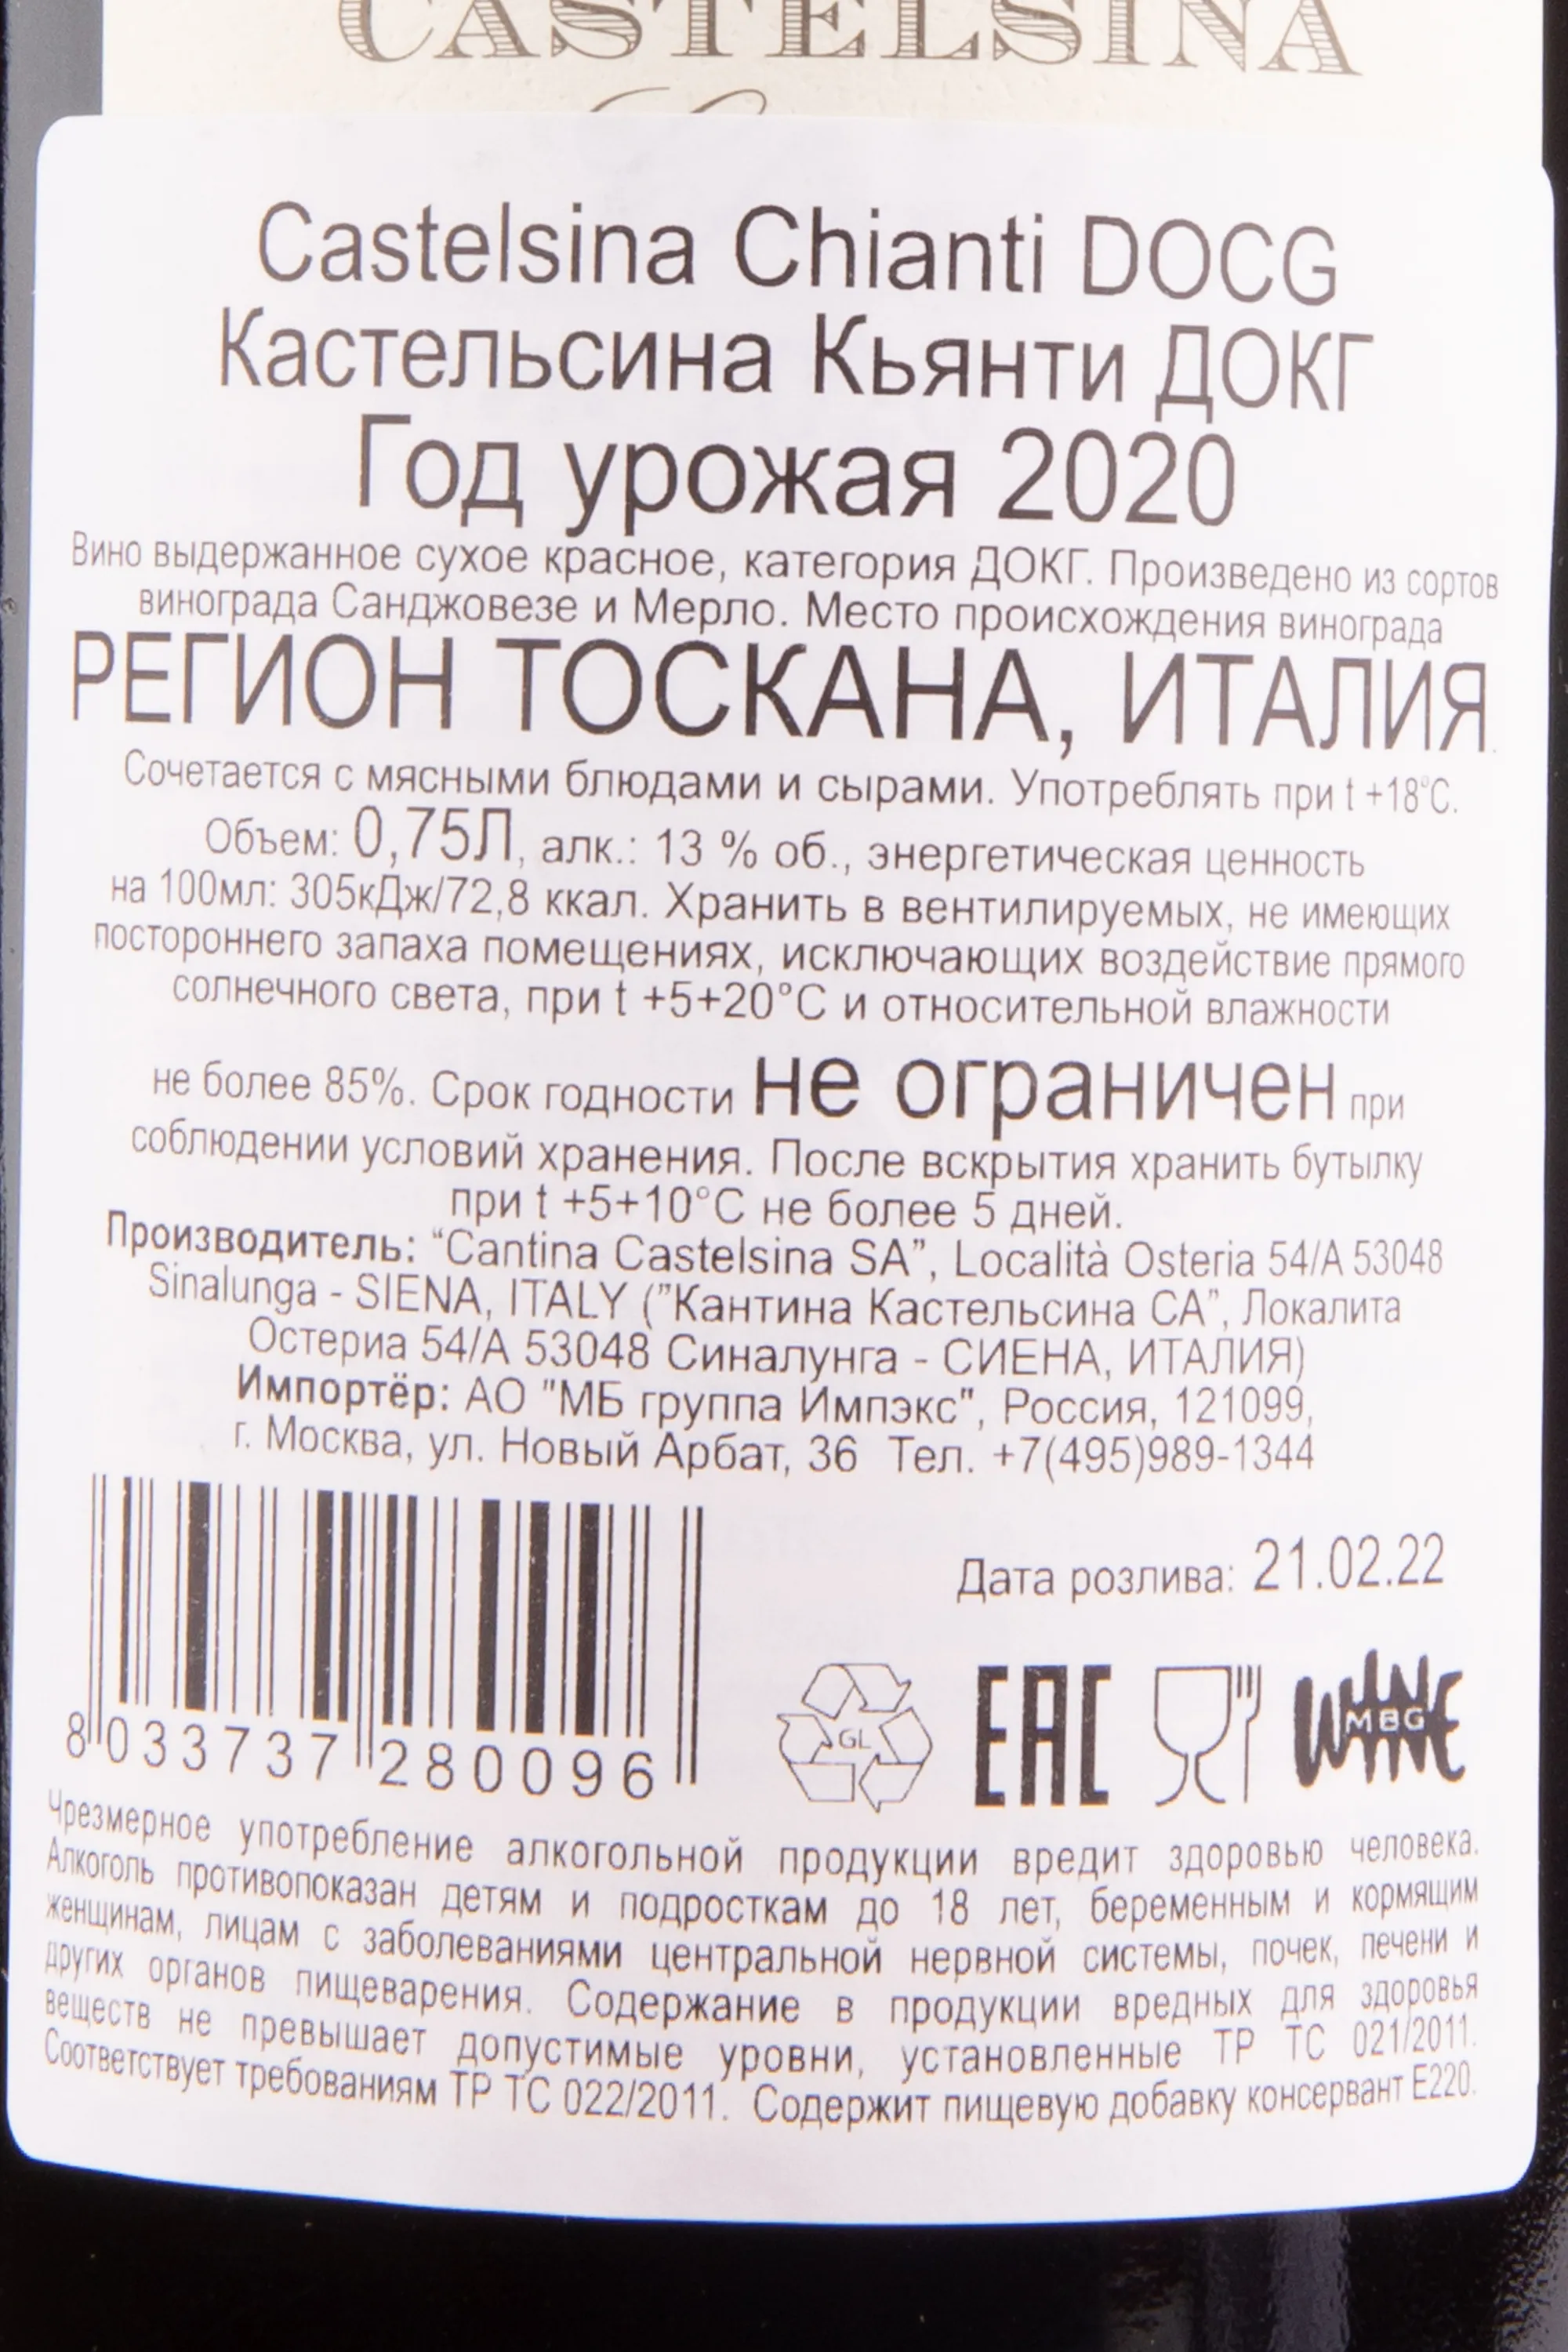 CASTELSINA
Castelsina Chianti DOCG
Кастельсина Кьянти ДОКГ
Год урожая 2020
Вино выдержанное сухое красное, категория ДОКГ. Произведено из сортов
винограда Санджовезе и Мерло. Место происхождения винограда
РЕГИОН ТОСКАНА, ИТАЛИЯ.
Сочетается с мясными блюдами и сырами. Употреблять при t +18°C.
Объем: 0,75Л, алк.: 13 % об., энергетическая ценность
на 100мл: 305кДж/72,8 ккал. Хранить в вентилируемых, не имеющих
постороннего запаха помещениях, исключающих воздействие прямого
солнечного света, при t +5+20°C и относительной влажности
не более 85%. Срок годности не ограничен при
соблюдении условий хранения. После вскрытия хранить бутылку
при t +5+10°C не более 5 дней.
Производитель: “Cantina Castelsina SA”, Località Osteria 54/A 53048
Sinalunga - SIENA, ITALY (”Кантина Кастельсина СА”, Локалита
Остериа 54/А 53048 Синалунга - СИЕНА, ИТАЛИЯ)
Импортёр: АО "МБ группа Импэкс", Россия, 121099,
г. Москва, ул. Новый Арбат, 36 Тел. +7(495)989-1344
Дата розлива: 21.02.22
8 033737 280096
GL
EAC
WINE
MBG
Чрезмерное употребление алкогольной продукции вредит здоровью человека.
Алкоголь противопоказан детям и подросткам до 18 лет, беременным и кормящим
женщинам, лицам с заболеваниями центральной нервной системы, почек, печени и
других органов пищеварения. Содержание в продукции вредных для здоровья
веществ не превышает допустимые уровни, установленные ТР ТС 021/2011.
Соответствует требованиям ТР ТС 022/2011. Содержит пищевую добавку консервант Е220.